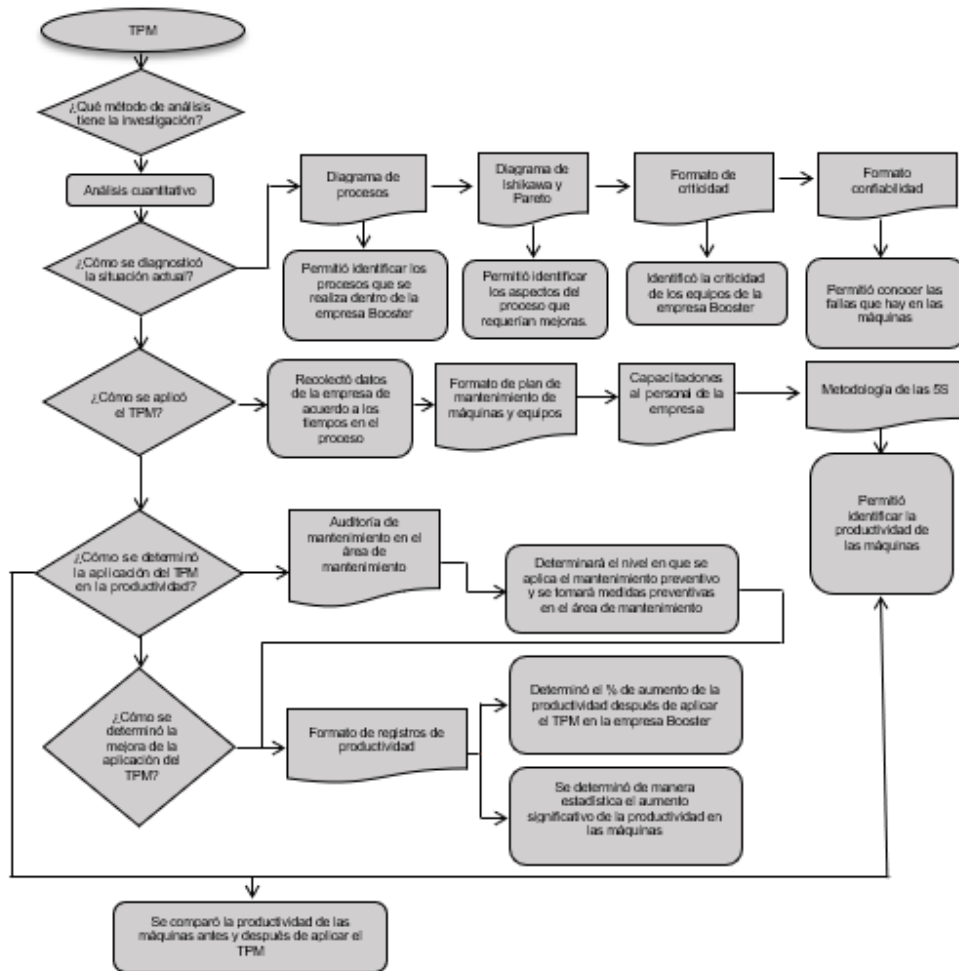 TPM
¿Qué método de análisis
tiene la investigación?
Análisis cuantitativo
¿Cómo se diagnosticó
la situación actual?
Diagrama de
procesos
Diagrama de
Ishikawa y
Pareto
Formato de
criticidad
Formato
confiabilidad
Permitió identificar los
procesos que se
realiza dentro de la
empresa Booster
Permitió identificar
los aspectos del
proceso que
requerían mejoras.
Identificó la criticidad
de los equipos de la
empresa Booster
Permitió conocer las
fallas que hay en las
máquinas
¿Cómo se aplicó
el TPM?
Recolectó datos
de la empresa de
acuerdo a los
tiempos en el
proceso
Formato de plan de
mantenimiento de
máquinas y equipos
Capacitaciones
al personal de la
empresa
Metodología de las 5S
Permitió
identificar la
productividad de
las máquinas
¿Cómo se determinó
la aplicación del TPM
en la productividad?
Auditoría de
mantenimiento en el
área de
mantenimiento
Determinará el nivel en que se
aplica el mantenimiento preventivo
y se tomará medidas preventivas
en el área de mantenimiento
¿Cómo se
determinó la
mejora de la
aplicación del
TPM?
Formato de registros de
productividad
Determinó el % de aumento de la
productividad después de aplicar
el TPM en la empresa Booster
Se determinó de manera
estadística el aumento
significativo de la productividad en
las máquinas
Se comparó la productividad de las
máquinas antes y después de aplicar el
TPM